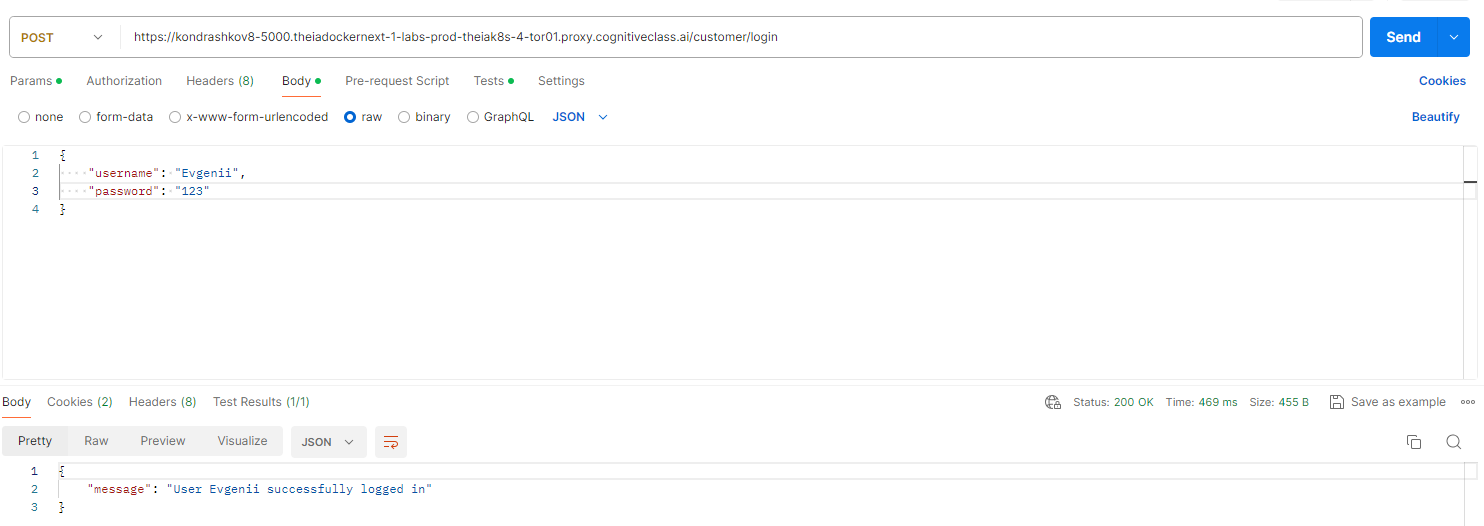 POST https://kondrashkov8-5000.theiadockernext-1-labs-prod-theiak8s-4-tor01.proxy.cognitiveclass.ai/customer/login Send
Params Authorization Headers (8) Body Pre-request Script Tests Settings Cookies
none form-data x-www-form-urlencoded raw binary GraphQL JSON Beautify
1 {
2 "username": "Evgenii",
3 "password": "123"
4 }
Body Cookies (2) Headers (8) Test Results (1/1) Status: 200 OK Time: 469 ms Size: 455 B Save as example
Pretty Raw Preview Visualize JSON
1 {
2 "message": "User Evgenii successfully logged in"
3 }